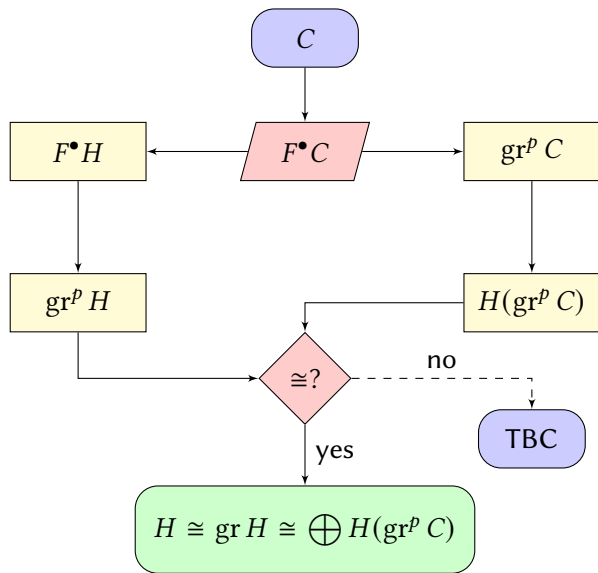 C
F^• H
F^• C
gr^p C
gr^p H
H(gr^p C)
≅?
no
TBC
yes
H ≅ gr H ≅ ⨁ H(gr^p C)